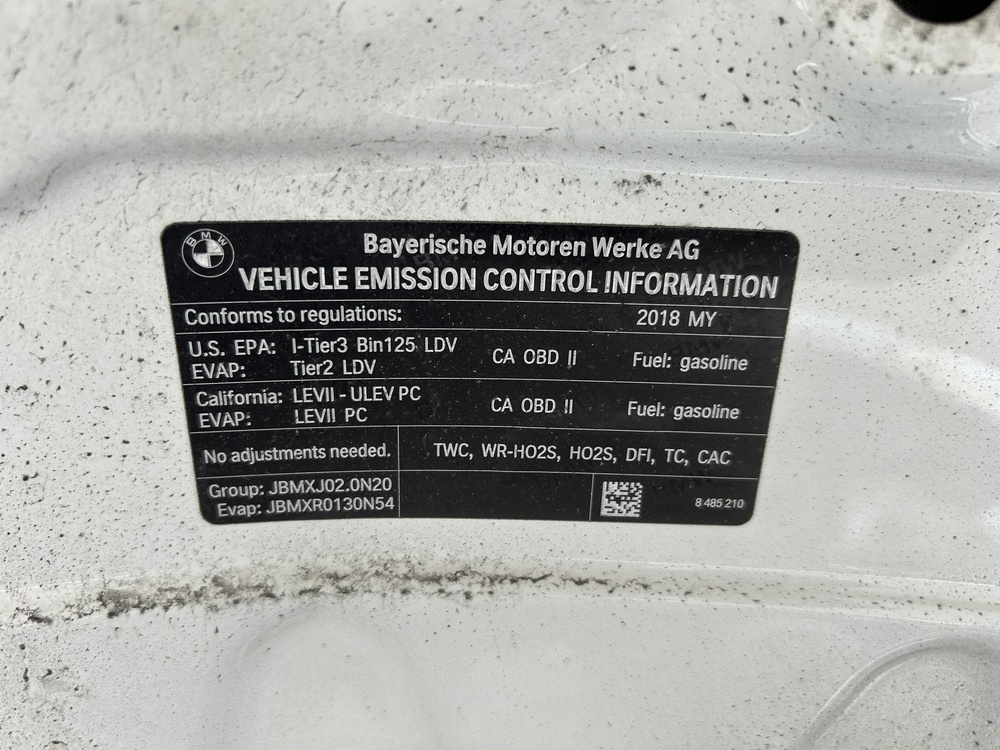 BMW
Bayerische Motoren Werke AG
VEHICLE EMISSION CONTROL INFORMATION
Conforms to regulations: 2018 MY
U.S. EPA: I-Tier3 Bin125 LDV CA OBD II Fuel: gasoline
EVAP: Tier2 LDV
California: LEVII - ULEV PC CA OBD II Fuel: gasoline
EVAP: LEVII PC
No adjustments needed. TWC, WR-HO2S, HO2S, DFI, TC, CAC
Group: JBMXJ02.0N20
Evap: JBMXR0130N54 8 485 210